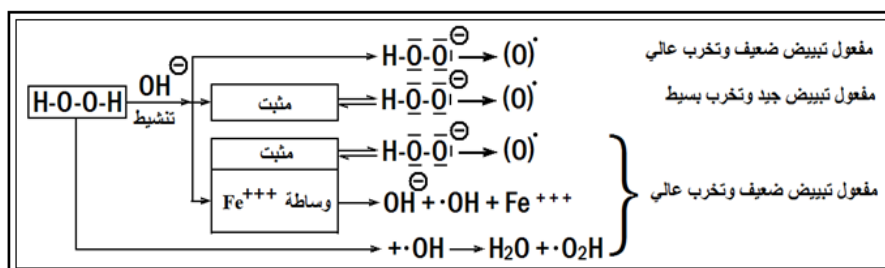 H-O-O⊖ → (O)· مفعول تبييض ضعيف وتخرب عالي
H-O-O-H OH⊖ تنشيط
مثبت ⇌ H-O-O⊖ → (O)· مفعول تبييض جيد وتخرب بسيط
مثبت ⇌ H-O-O⊖ → (O)·
وساطة Fe+++ → OH⊖ + ·OH + Fe+++ مفعول تبييض ضعيف وتخرب عالي
+·OH → H₂O + ·O₂H